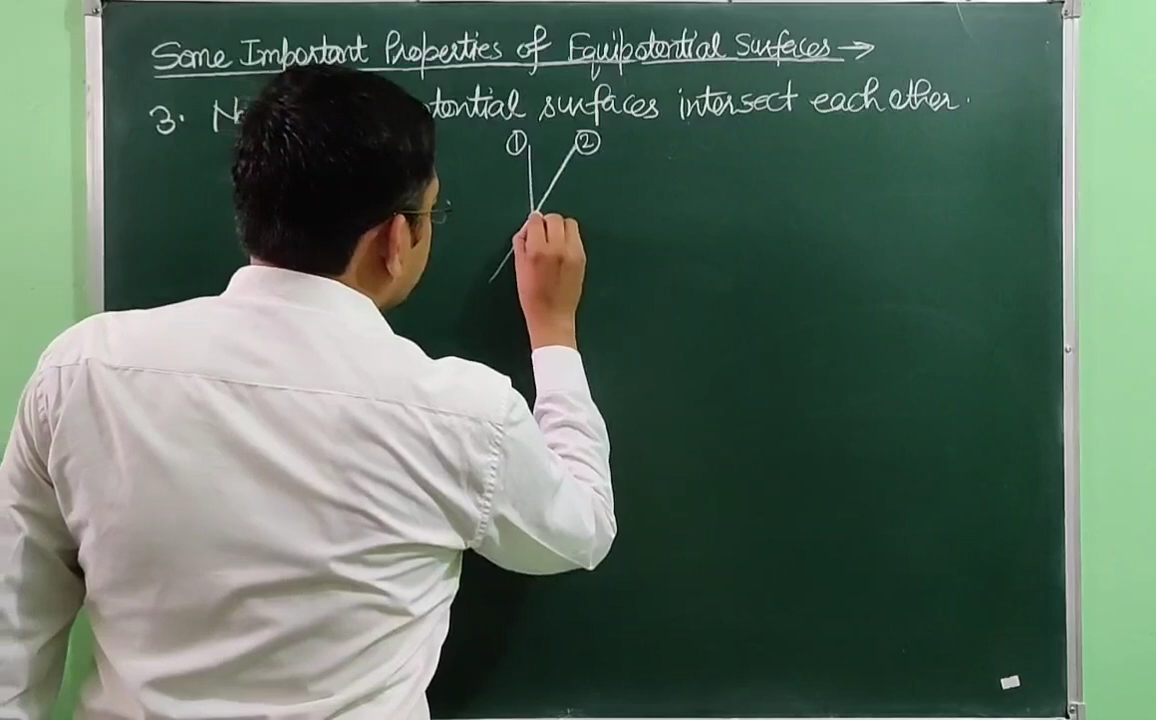 Some Important Properties of Equipotential Surfaces →
3. tential surfaces intersect each other.
① ②